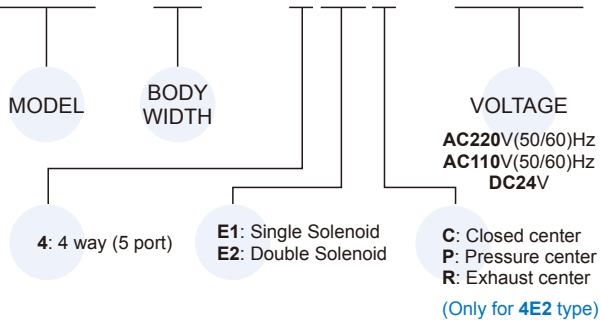 MODEL
BODY
WIDTH
VOLTAGE
AC220V(50/60)Hz
AC110V(50/60)Hz
DC24V
4: 4 way (5 port)
E1: Single Solenoid
E2: Double Solenoid
C: Closed center
P: Pressure center
R: Exhaust center
(Only for 4E2 type)